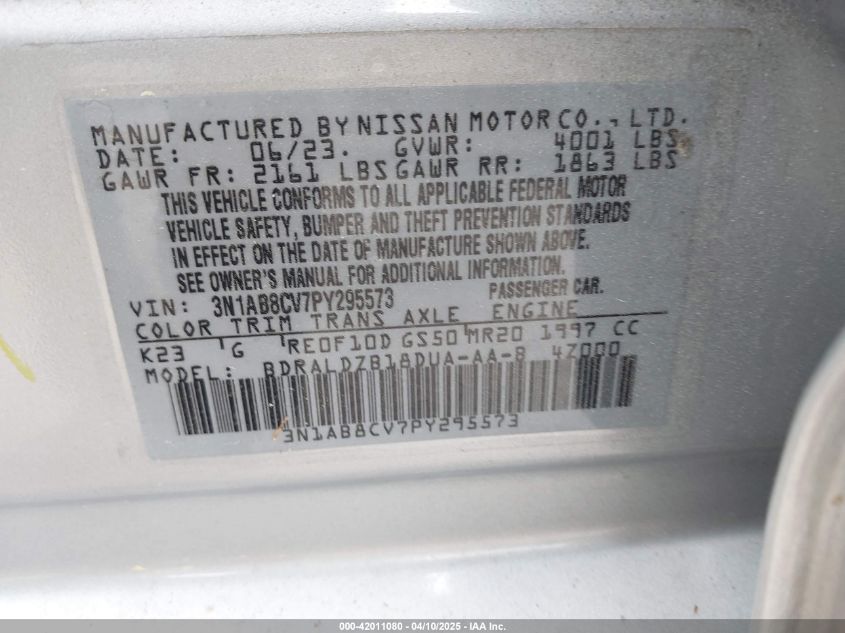 MANUFACTURED BY NISSAN MOTOR CO., LTD.
DATE: 06/23. GVWR: 4001 LBS
GAWR FR: 2161 LBS GAWR RR: 1863 LBS
THIS VEHICLE CONFORMS TO ALL APPLICABLE FEDERAL MOTOR
VEHICLE SAFETY, BUMPER AND THEFT PREVENTION STANDARDS
IN EFFECT ON THE DATE OF MANUFACTURE SHOWN ABOVE.
SEE OWNER'S MANUAL FOR ADDITIONAL INFORMATION.
VIN: 3N1AB8CV7PY295573 PASSENGER CAR.
COLOR TRIM TRANS AXLE ENGINE
K23 G RE0F10D GS50 MR20 1997 CC
MODEL: BDRALDZB18DUA-AA-8 4Z000
3N1AB8CV7PY295573
000-42011080 - 04/10/2025 - IAA Inc.